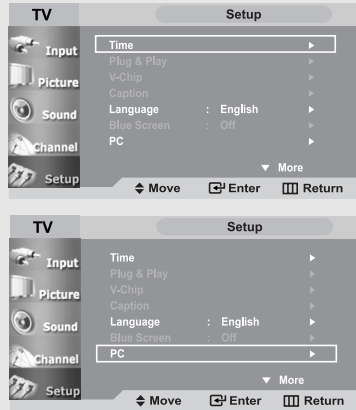 TV Setup
Input
Picture
Sound
Channel
Setup
Time
Plug & Play
V-Chip
Caption
Language : English
Blue Screen : Off
PC
More
Move Enter Return
TV Setup
Input
Picture
Sound
Channel
Setup
Time
Plug & Play
V-Chip
Caption
Language : English
Blue Screen : Off
PC
More
Move Enter Return